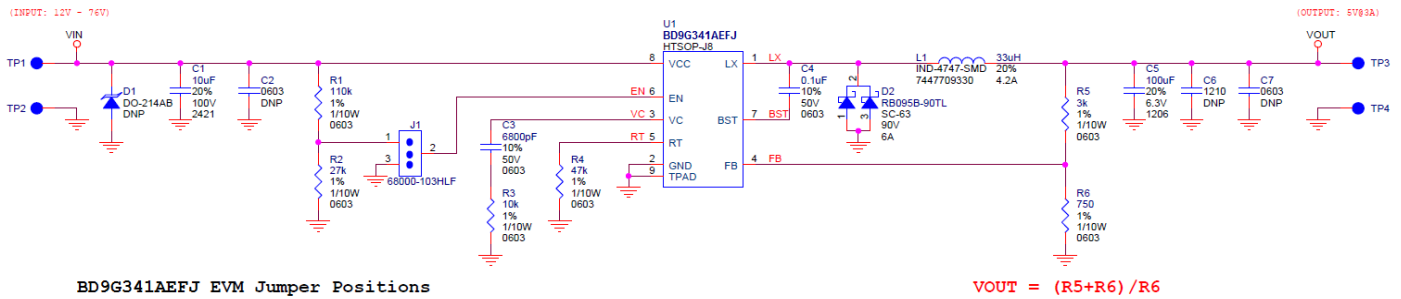 (INPUT: 12V - 76V)
(OUTPUT: 5V@3A)
VIN
VOUT
TP1
TP2
D1
DO-214AB
DNP
C1
10uF
20%
100V
2421
C2
0603
DNP
R1
110k
1%
1/10W
0603
R2
27k
1%
1/10W
0603
J1
1
2
3
68000-103HLF
C3
6800pF
10%
50V
0603
R3
10k
1%
1/10W
0603
R4
47k
1%
1/10W
0603
U1
BD9G341AEFJ
HTSOP-J8
8 VCC
LX 1 LX
EN 6 EN
VC 3 VC
BST 7 BST
RT 5 RT
2 GND
9 TPAD
FB 4 FB
C4
0.1uF
10%
50V
0603
2
1
3
D2
RB095B-90TL
SC-63
90V
6A
L1 33uH
IND-4747-SMD 20%
7447709330 4.2A
R5
3k
1%
1/10W
0603
R6
750
1%
1/10W
0603
C5
100uF
20%
6.3V
1206
C6
1210
DNP
C7
0603
DNP
TP3
TP4
BD9G341AEFJ EVM Jumper Positions
VOUT = (R5+R6)/R6